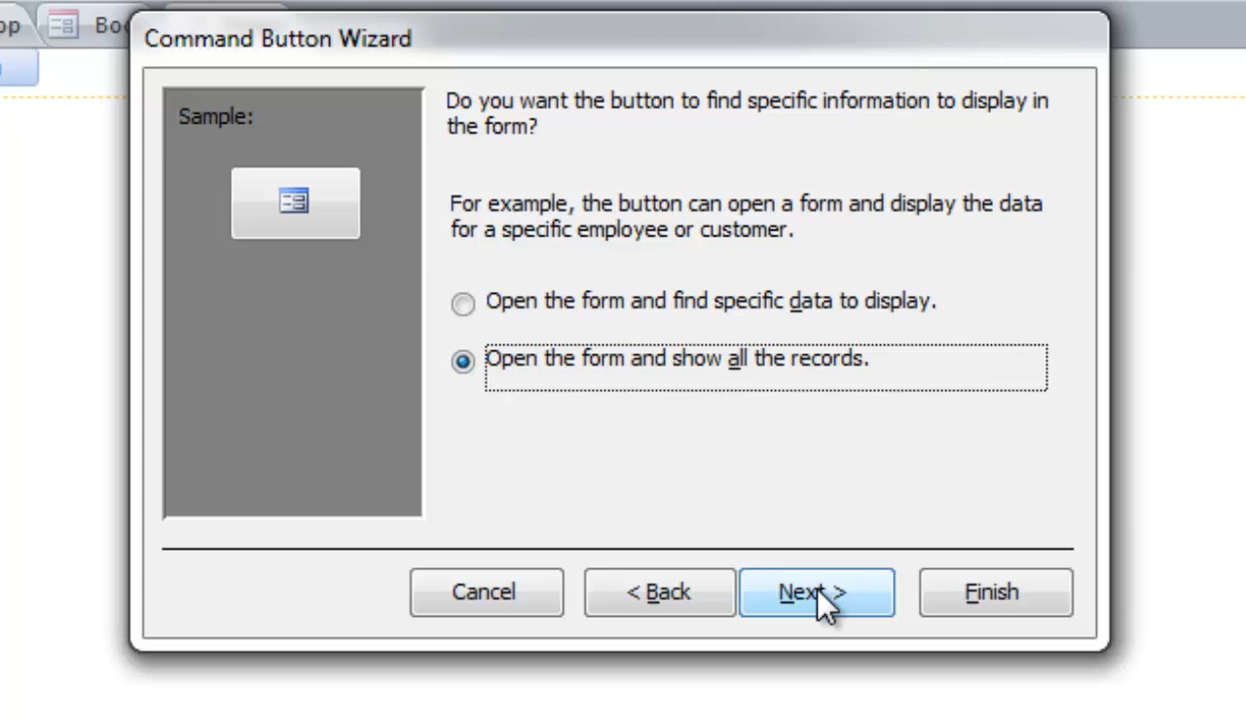 op Boo
Command Button Wizard
Sample:
Do you want the button to find specific information to display in
the form?
For example, the button can open a form and display the data
for a specific employee or customer.
Open the form and find specific data to display.
Open the form and show all the records.
Cancel < Back Next > Finish